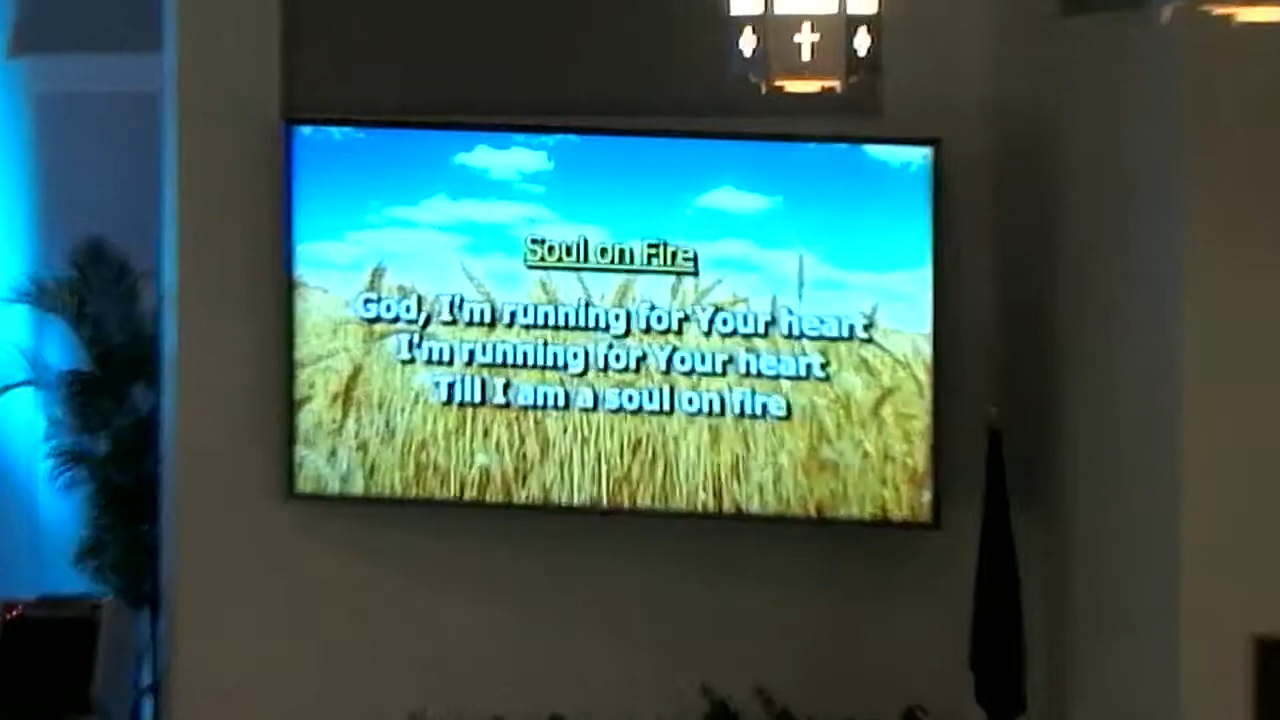 Soul on Fire
God, I'm running for Your heart
I'm running for Your heart
'Till I am a soul on fire